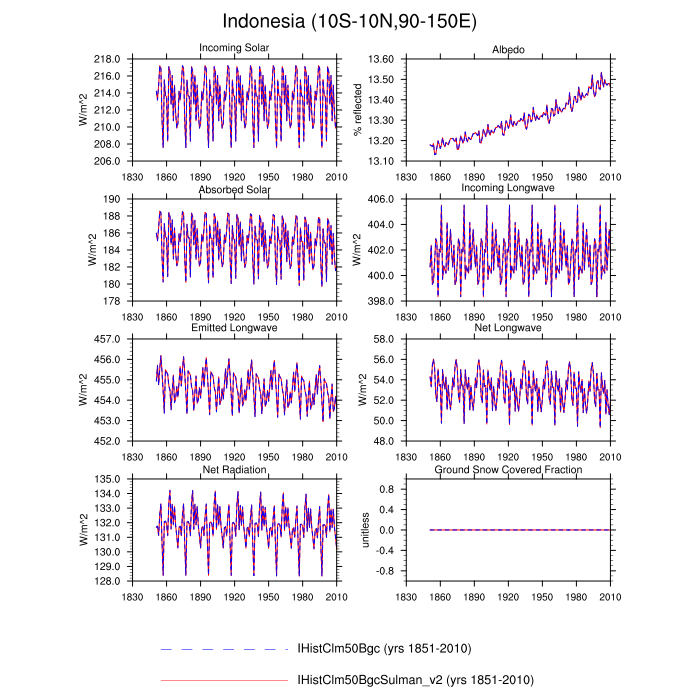 Indonesia (10S-10N,90-150E)
Incoming Solar
W/m^2
218.0
216.0
214.0
212.0
210.0
208.0
206.0
1830 1860 1890 1920 1950 1980 2010
Albedo
% reflected
13.60
13.50
13.40
13.30
13.20
13.10
1830 1860 1890 1920 1950 1980 2010
Absorbed Solar
W/m^2
190
188
186
184
182
180
178
1830 1860 1890 1920 1950 1980 2010
Incoming Longwave
W/m^2
406.0
404.0
402.0
400.0
398.0
1830 1860 1890 1920 1950 1980 2010
Emitted Longwave
W/m^2
457.0
456.0
455.0
454.0
453.0
452.0
1830 1860 1890 1920 1950 1980 2010
Net Longwave
W/m^2
58.0
56.0
54.0
52.0
50.0
48.0
1830 1860 1890 1920 1950 1980 2010
Net Radiation
W/m^2
135.0
134.0
133.0
132.0
131.0
130.0
129.0
128.0
1830 1860 1890 1920 1950 1980 2010
Ground Snow Covered Fraction
unitless
0.8
0.4
0.0
-0.4
-0.8
1830 1860 1890 1920 1950 1980 2010
IHistClm50Bgc (yrs 1851-2010)
IHistClm50BgcSulman_v2 (yrs 1851-2010)